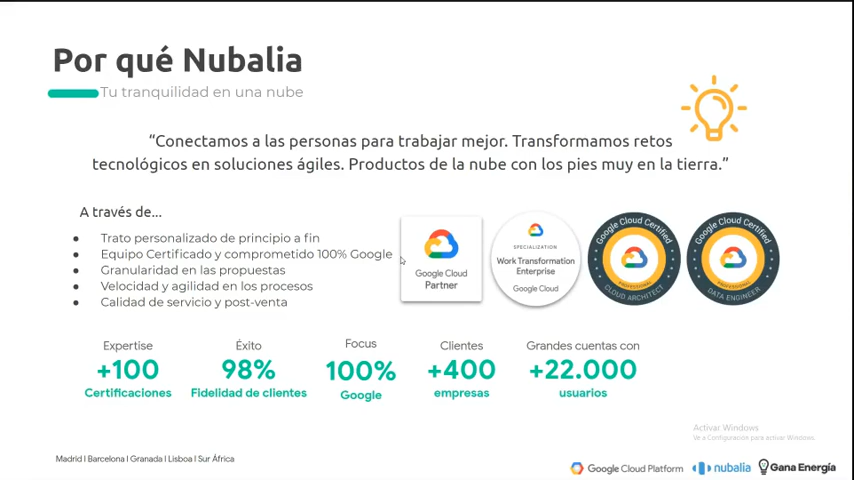 Por qué Nubalia
Tu tranquilidad en una nube
“Conectamos a las personas para trabajar mejor. Transformamos retos
tecnológicos en soluciones ágiles. Productos de la nube con los pies muy en la tierra.”
A través de...
● Trato personalizado de principio a fin
● Equipo Certificado y comprometido 100% Google
● Granularidad en las propuestas
● Velocidad y agilidad en los procesos
● Calidad de servicio y post-venta
Google Cloud
Partner
SPECIALIZATION
Work Transformation
Enterprise
Google Cloud
Google Cloud Certified
PROFESSIONAL
CLOUD ARCHITECT
Google Cloud Certified
PROFESSIONAL
DATA ENGINEER
Expertise
+100
Certificaciones
Éxito
98%
Fidelidad de clientes
Focus
100%
Google
Clientes
+400
empresas
Grandes cuentas con
+22.000
usuarios
Activar Windows
Ve a Configuración para activar Windows.
Madrid | Barcelona | Granada | Lisboa | Sur África
Google Cloud Platform
nubalia
Gana Energía